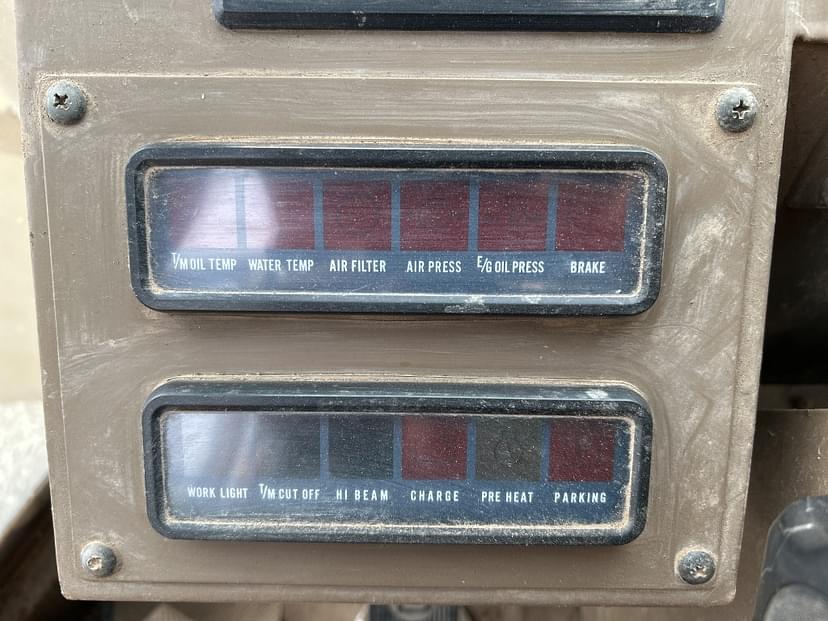 T/M OIL TEMP WATER TEMP AIR FILTER AIR PRESS E/G OIL PRESS BRAKE
WORK LIGHT T/M CUT OFF HI BEAM CHARGE PRE HEAT PARKING